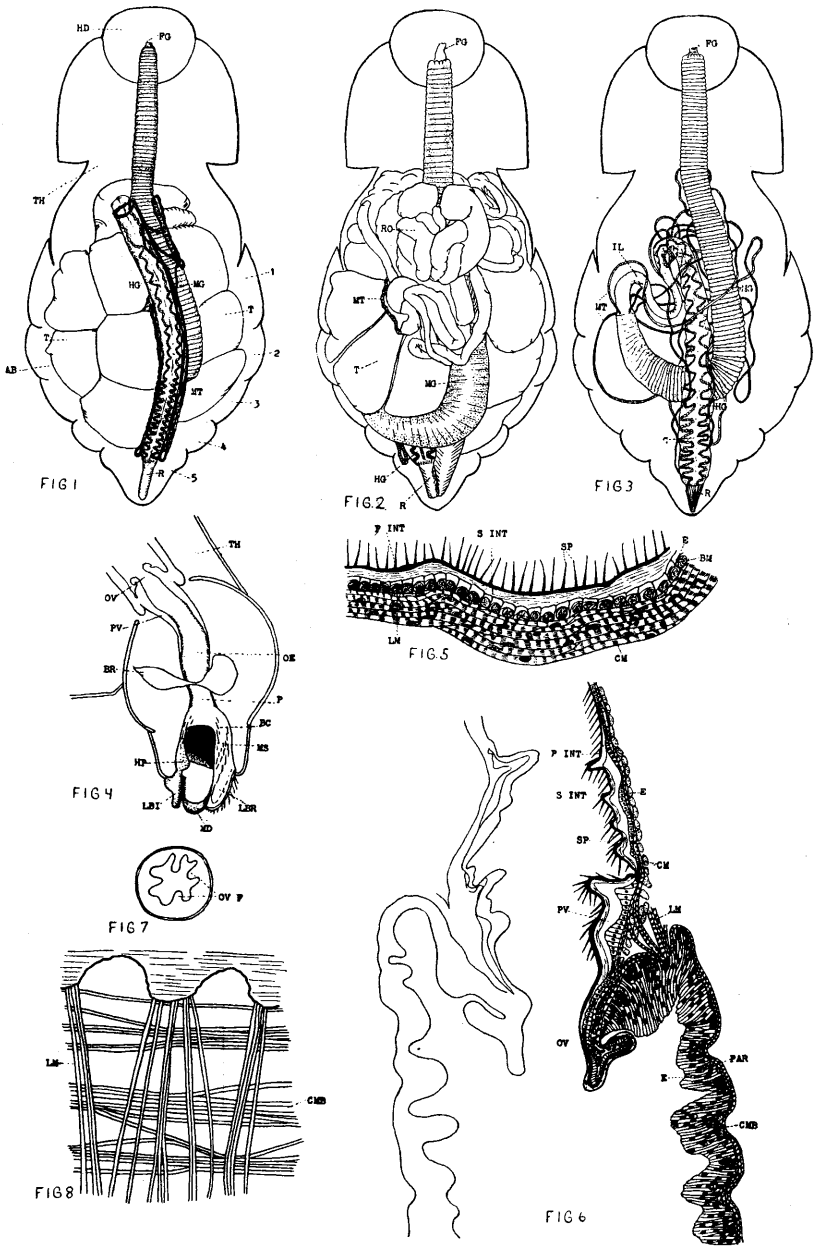 HD
FG
TH
HG
MG
1
T
T
2
AB
MT
3
4
R
5
FIG 1
FG
RO
MT
T
MG
HG
R
FIG.2
FG
IL
MT
HG
R
FIG 3
TH
OV
PV
BR
OE
P
BC
MS
HP
LBI
LBR
MD
FIG 4
P INT
S INT
SP
E
BM
LM
CM
FIG.5
P INT
S INT
E
SP
CM
PV
LM
OV
PAR
E
CMB
FIG 6
OV F
FIG 7
LM
CMB
FIG 8